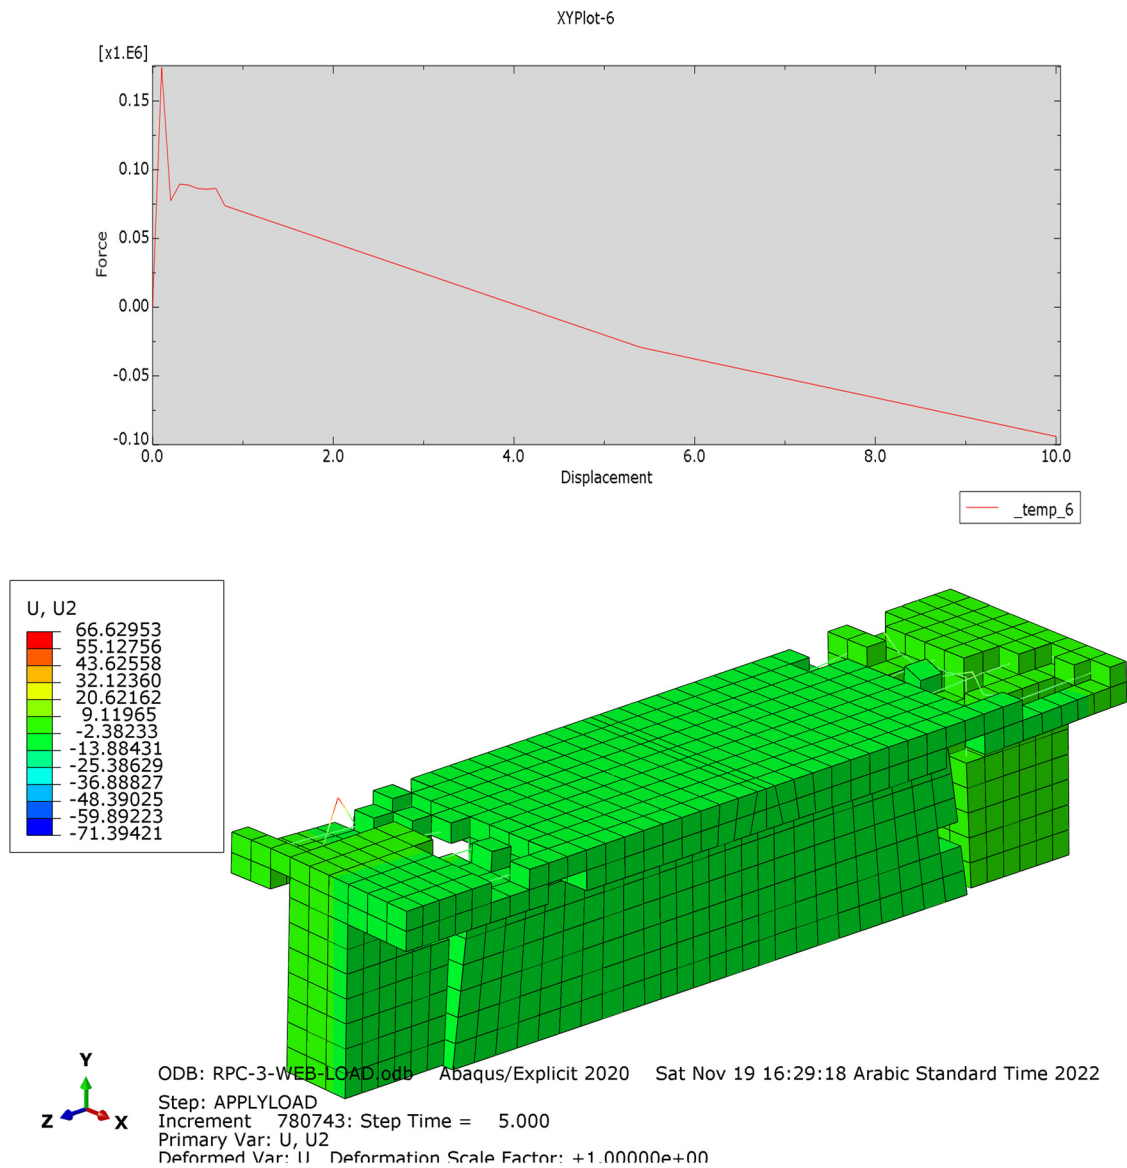 XYPlot-6
[x1.E6]
0.15
0.10
0.05
0.00
-0.05
-0.10
Force
0.0 2.0 4.0 6.0 8.0 10.0
Displacement
_temp_6
U, U2
66.62953
55.12756
43.62558
32.12360
20.62162
9.11965
-2.38233
-13.88431
-25.38629
-36.88827
-48.39025
-59.89223
-71.39421
Y
Z X
ODB: RPC-3-WEB-LOAD.odb Abaqus/Explicit 2020 Sat Nov 19 16:29:18 Arabic Standard Time 2022
Step: APPLYLOAD
Increment 780743: Step Time = 5.000
Primary Var: U, U2
Deformed Var: U Deformation Scale Factor: +1.00000e+00